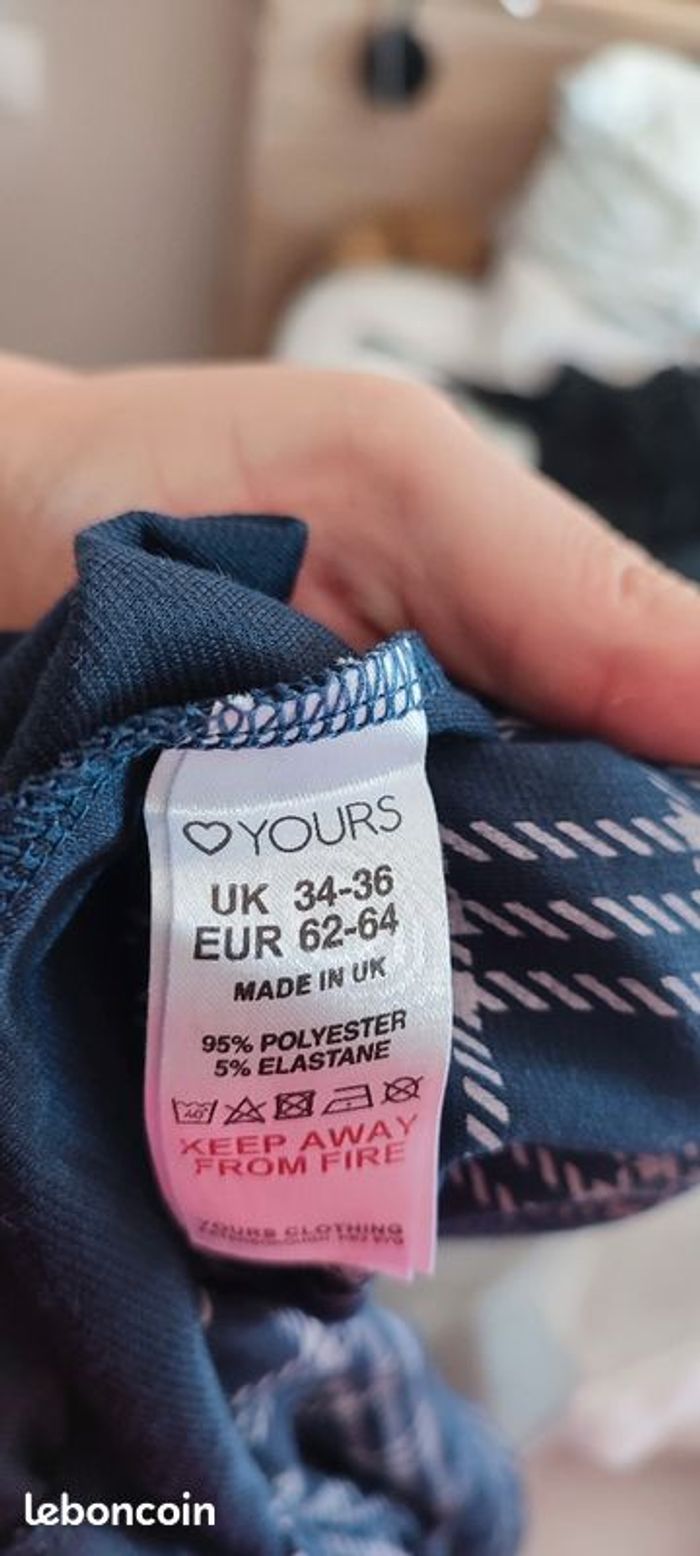 YOURS
UK 34-36
EUR 62-64
MADE IN UK
95% POLYESTER
5% ELASTANE
40°
KEEP AWAY
FROM FIRE
YOURS CLOTHING
leboncoin